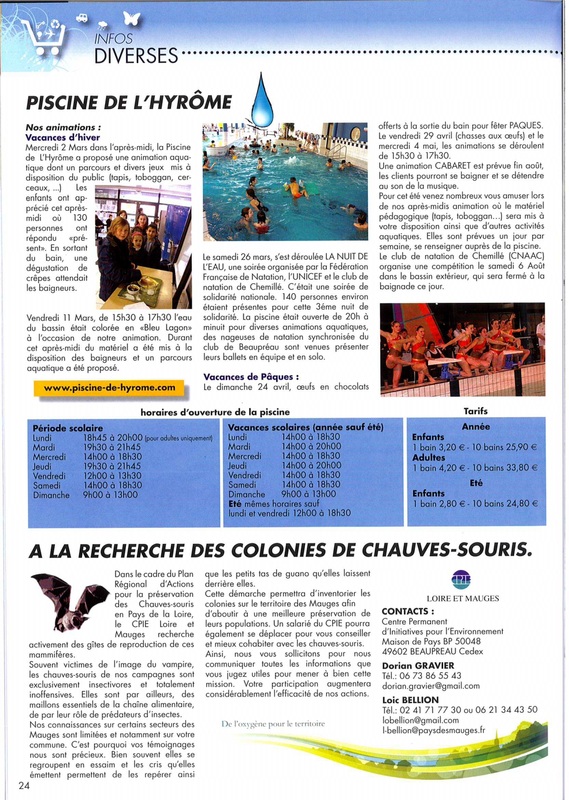 INFOS
DIVERSES
PISCINE DE L'HYRÔME
Nos animations :
Vacances d'hiver
Mercredi 2 Mars dans l'après-midi, la Piscine
de L'Hyrôme a proposé une animation aqua-
tique dont un parcours et divers jeux mis à
disposition du public (tapis, toboggan, cer-
ceaux, ...) Les
enfants ont ap-
précié cet après-
midi où 130
personnes ont
répondu «pré-
sent». En sortant
du bain, une
dégustation de
crêpes attendait
les baigneurs.
Vendredi 11 Mars, de 15h30 à 17h30 l'eau
du bassin était colorée en «Bleu Lagon»
à l'occasion de notre animation. Durant
cet après-midi du matériel a été mis à la
disposition des baigneurs et un parcours
aquatique a été proposé.
www.piscine-de-hyrome.com
Le samedi 26 mars, s'est déroulée LA NUIT DE
L'EAU, une soirée organisée par la Fédération
Française de Natation, l'UNICEF et le club de
natation de Chemillé. C'était une soirée de
solidarité nationale. 140 personnes environ
étaient présentes pour cette 3ème nuit de
solidarité. La piscine était ouverte de 20h à
minuit pour diverses animations aquatiques,
des nageuses de natation synchronisée du
club de Beaupréau sont venues présenter
leurs ballets en équipe et en solo.
Vacances de Pâques :
Le dimanche 24 avril, œufs en chocolats
offerts à la sortie du bain pour fêter PAQUES.
Le vendredi 29 avril (chasses aux œufs) et le
mercredi 4 mai, les animations se déroulent
de 15h30 à 17h30.
Une animation CABARET est prévue fin août,
les clients pourront se baigner et se détendre
au son de la musique.
Pour cet été venez nombreux vous amuser lors
de nos après-midis animation où le matériel
pédagogique (tapis, toboggan...) sera mis à
votre disposition ainsi que d'autres activités
aquatiques. Elles sont prévues un jour par
semaine, se renseigner auprès de la piscine.
Le club de natation de Chemillé (CNAAC)
organise une compétition le samedi 6 Août
dans le bassin extérieur, qui sera fermé à la
baignade ce jour.
horaires d'ouverture de la piscine
Période scolaire
Lundi 18h45 à 20h00 (pour adultes uniquement)
Mardi 19h30 à 21h45
Mercredi 14h00 à 18h30
Jeudi 19h30 à 21h45
Vendredi 12h00 à 13h30
Samedi 14h00 à 18h30
Dimanche 9h00 à 13h00
Vacances scolaires (année sauf été)
Lundi 14h00 à 18h30
Mardi 14h00 à 18h30
Mercredi 14h00 à 18h30
Jeudi 14h00 à 20h00
Vendredi 14h00 à 18h30
Samedi 14h00 à 18h30
Dimanche 9h00 à 13h00
Eté mêmes horaires sauf
lundi et vendredi 12h00 à 18h30
Tarifs
Année
Enfants
1 bain 3,20 € - 10 bains 25,90 €
Adultes
1 bain 4,20 € - 10 bains 33,80 €
Eté
Enfants
1 bain 2,80 € - 10 bains 24,80 €
A LA RECHERCHE DES COLONIES DE CHAUVES-SOURIS.
Dans le cadre du Plan
Régional d'Actions
pour la préservation
des Chauves-souris
en Pays de la Loire,
le CPIE Loire et
Mauges recherche
activement des gîtes de reproduction de ces
mammifères.
Souvent victimes de l'image du vampire,
les chauves-souris de nos campagnes sont
exclusivement insectivores et totalement
inoffensives. Elles sont par ailleurs, des
maillons essentiels de la chaîne alimentaire,
de par leur rôle de prédateurs d'insectes.
Nos connaissances sur certains secteurs des
Mauges sont limitées et notamment sur votre
commune. C'est pourquoi vos témoignages
nous sont précieux. Bien souvent elles se
regroupent en essaim et les cris qu'elles
émettent permettent de les repérer ainsi
que les petits tas de guano qu'elles laissent
derrière elles.
Cette démarche permettra d'inventorier les
colonies sur le territoire des Mauges afin
d'aboutir à une meilleure préservation de
leurs populations. Un salarié du CPIE pourra
également se déplacer pour vous conseiller
et mieux cohabiter avec les chauves-souris.
Ainsi, nous vous sollicitons pour nous
communiquer toutes les informations que
vous jugez utiles pour mener à bien cette
mission. Votre participation augmentera
considérablement l'efficacité de nos actions.
De l'oxygène pour le territoire
CPIE
LOIRE ET MAUGES
CONTACTS :
Centre Permanent
d'Initiatives pour l'Environnement
Maison de Pays BP 50048
49602 BEAUPREAU Cedex
Dorian GRAVIER
Tél.: 06 73 86 55 43
dorian.gravier@gmail.com
Loic BELLION
Tél.: 02 41 71 77 30 ou 06 21 34 43 50
lobellion@gmail.com
l-bellion@paysdesmauges.fr
24